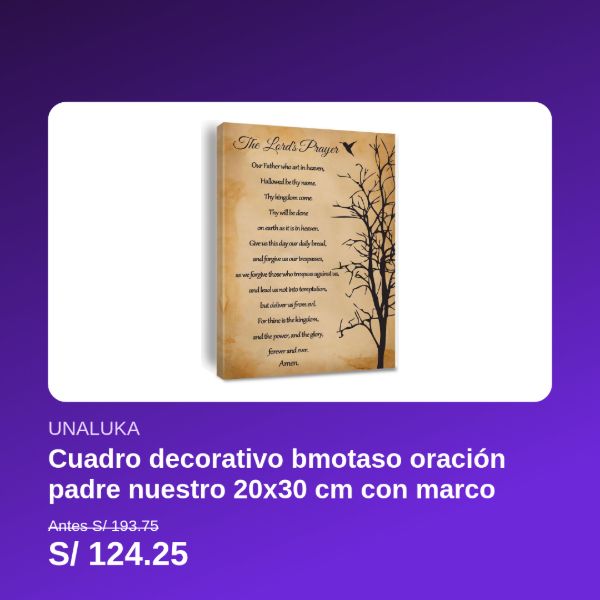 The Lord's Prayer
Our Father who art in heaven,
Hallowed be thy name.
Thy kingdom come.
Thy will be done
on earth as it is in heaven.
Give us this day our daily bread,
and forgive us our trespasses,
as we forgive those who trespass against us,
and lead us not into temptation,
but deliver us from evil.
For thine is the kingdom,
and the power, and the glory,
forever and ever.
Amen.
UNALUKA
Cuadro decorativo bmotaso oración
padre nuestro 20x30 cm con marco
Antes S/ 193.75
S/ 124.25